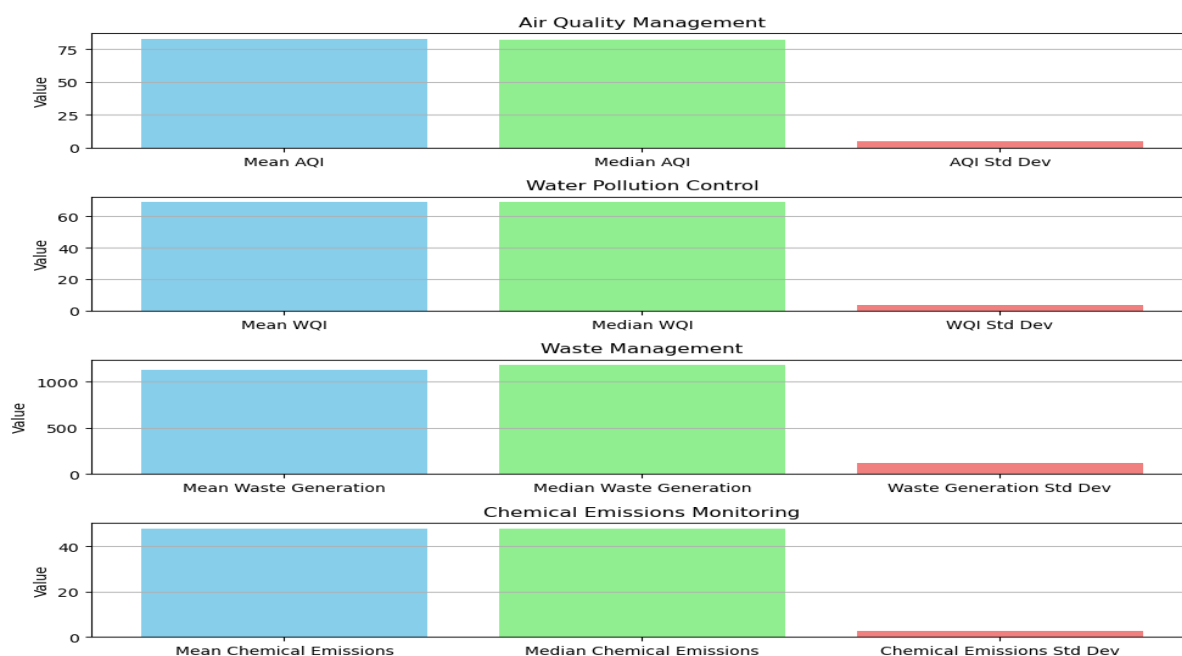 Air Quality Management
75
50
25
0
Value
Mean AQI Median AQI AQI Std Dev
Water Pollution Control
60
40
20
0
Value
Mean WQI Median WQI WQI Std Dev
Waste Management
1000
500
0
Value
Mean Waste Generation Median Waste Generation Waste Generation Std Dev
Chemical Emissions Monitoring
40
20
0
Value
Mean Chemical Emissions Median Chemical Emissions Chemical Emissions Std Dev